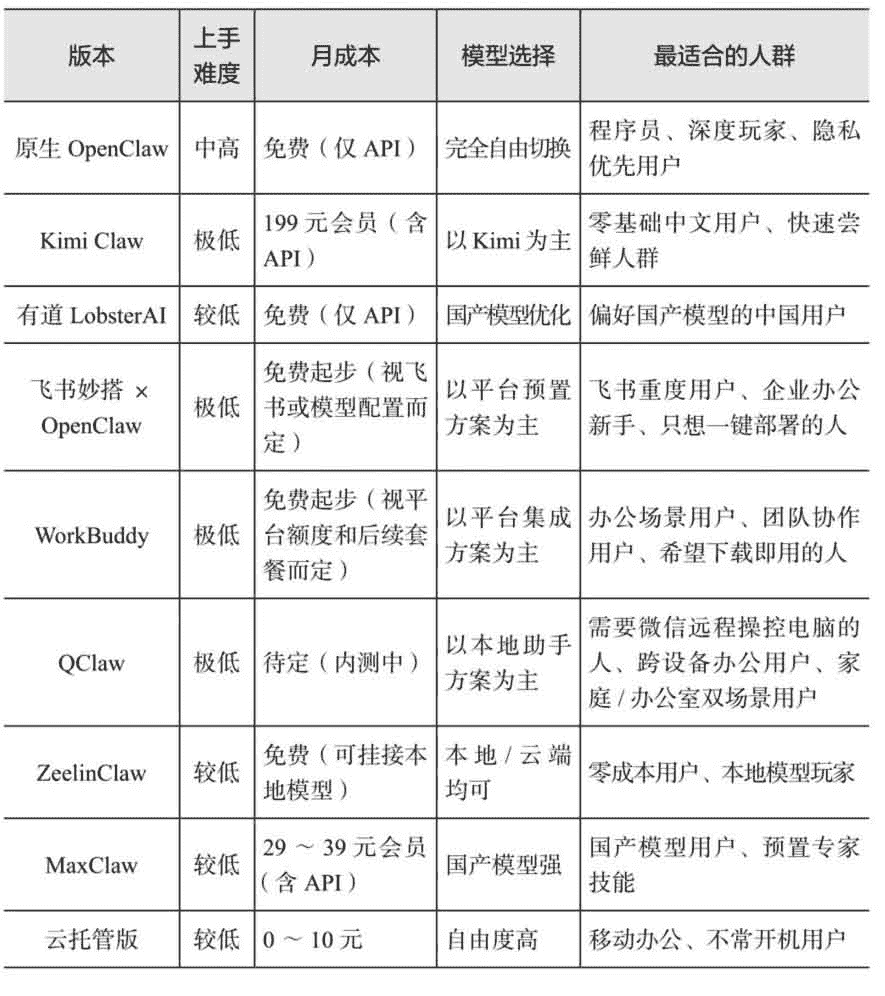 版本
上手
难度
月成本
模型选择
最适合的人群
原生 OpenClaw
中高
免费（仅 API）
完全自由切换
程序员、深度玩家、隐私
优先用户
Kimi Claw
极低
199 元会员（含
API）
以 Kimi 为主
零基础中文用户、快速尝
鲜人群
有道 LobsterAI
较低
免费（仅 API）
国产模型优化
偏好国产模型的中国用户
飞书妙搭 ×
OpenClaw
极低
免费起步（视飞
书或模型配置而
定）
以平台预置
方案为主
飞书重度用户、企业办公
新手、只想一键部署的人
WorkBuddy
极低
免费起步（视平
台额度和后续套
餐而定）
以平台集成
方案为主
办公场景用户、团队协作
用户、希望下载即用的人
QClaw
极低
待定（内测中）
以本地助手
方案为主
需要微信远程操控电脑的
人、跨设备办公用户、家
庭 / 办公室双场景用户
ZeelinClaw
较低
免费（可挂接本
地模型）
本地 / 云端
均可
零成本用户、本地模型玩家
MaxClaw
较低
29 ～ 39 元会员
（含 API）
国产模型强
国产模型用户、预置专家
技能
云托管版
较低
0 ～ 10 元
自由度高
移动办公、不常开机用户